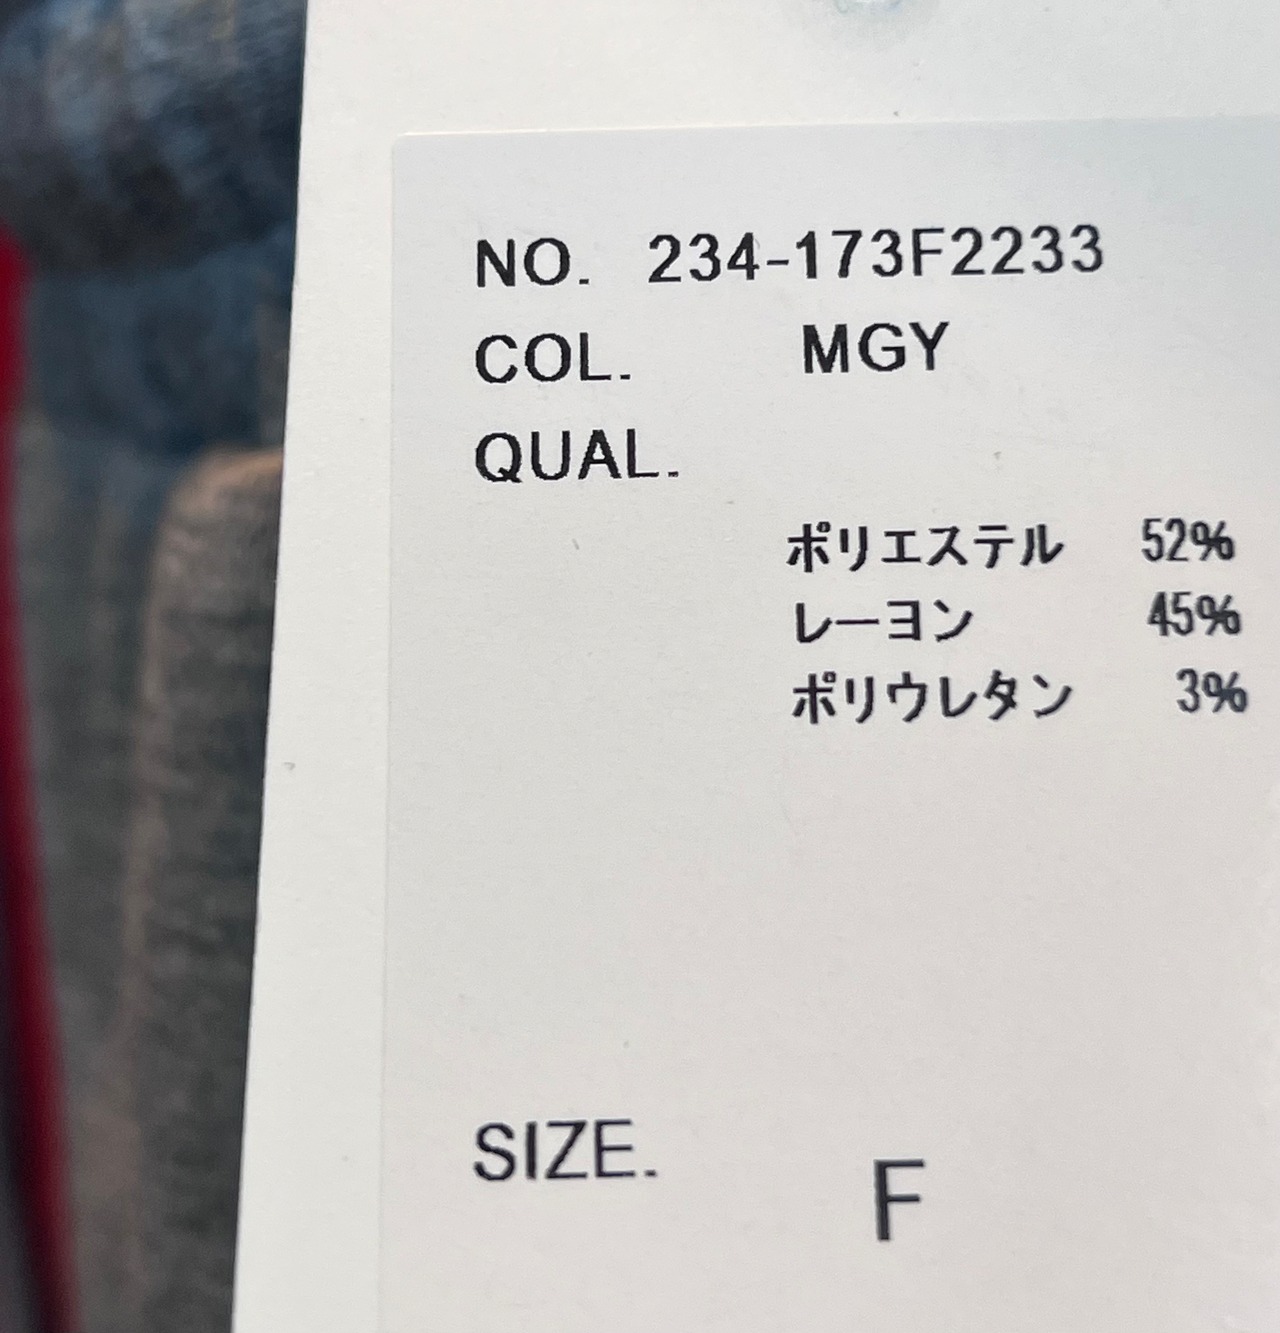 NO. 234-173F2233
COL. MGY
QUAL.
ポリエステル 52%
レーヨン 45%
ポリウレタン 3%
SIZE. F